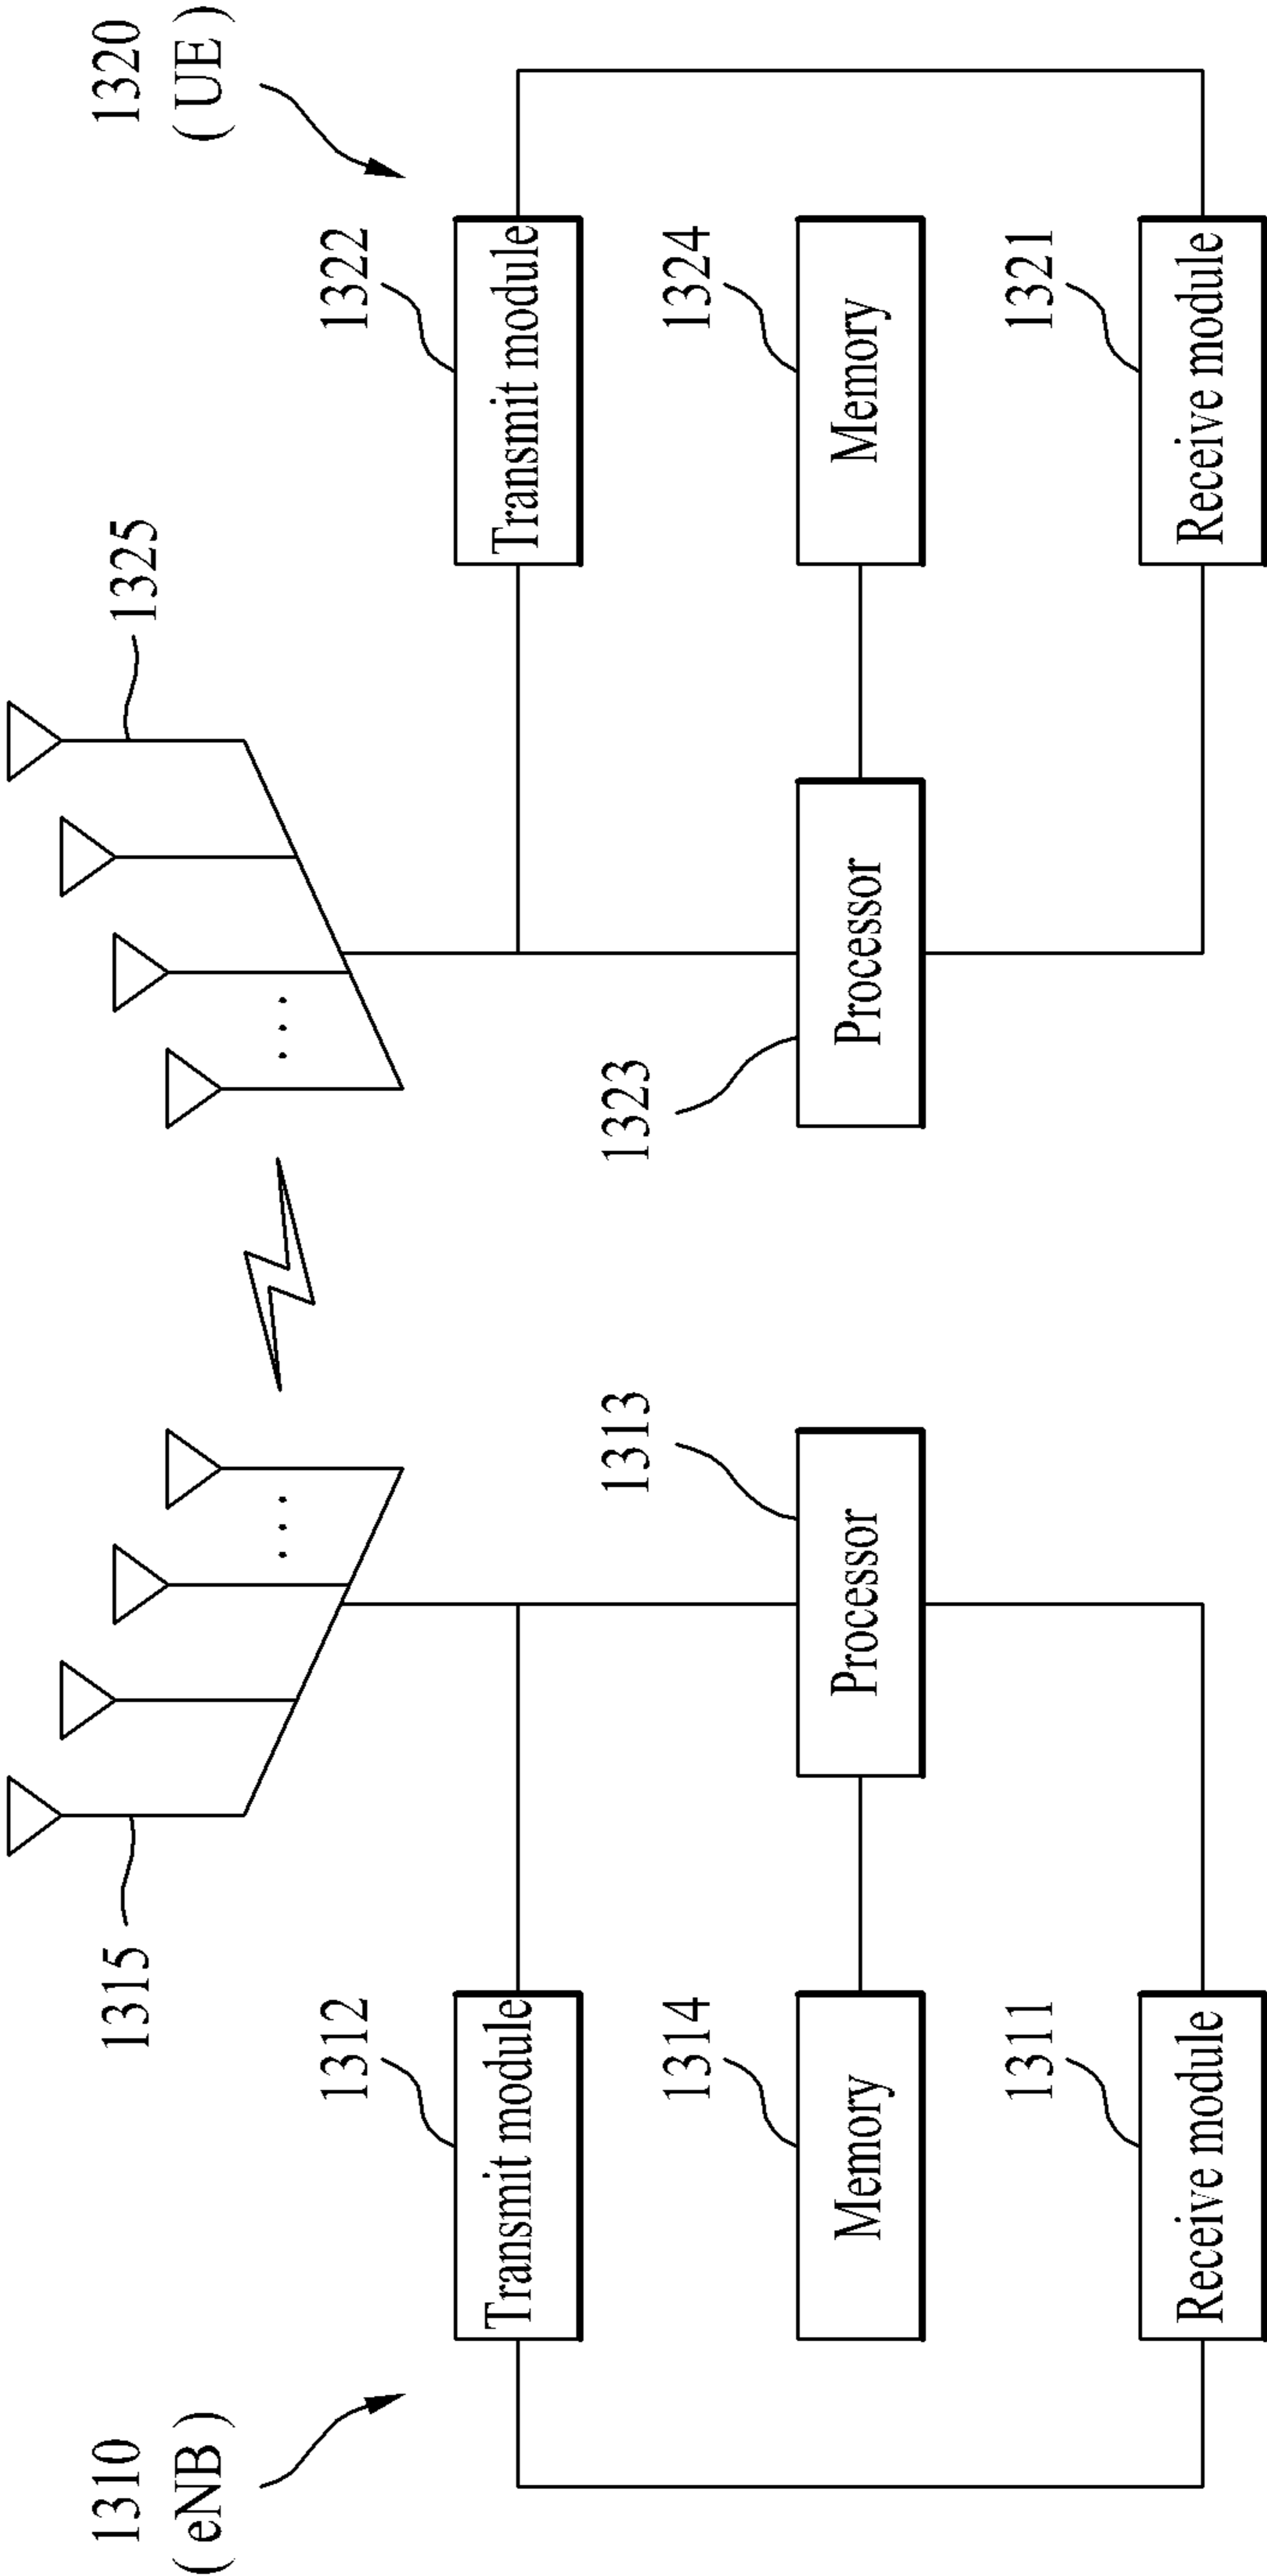 1310
( eNB )
1315
1325
1320
( UE )
1312
Transmit module
1322
Transmit module
1313
1323
1314
Memory
Processor
Processor
1324
Memory
1311
Receive module
1321
Receive module
...
...